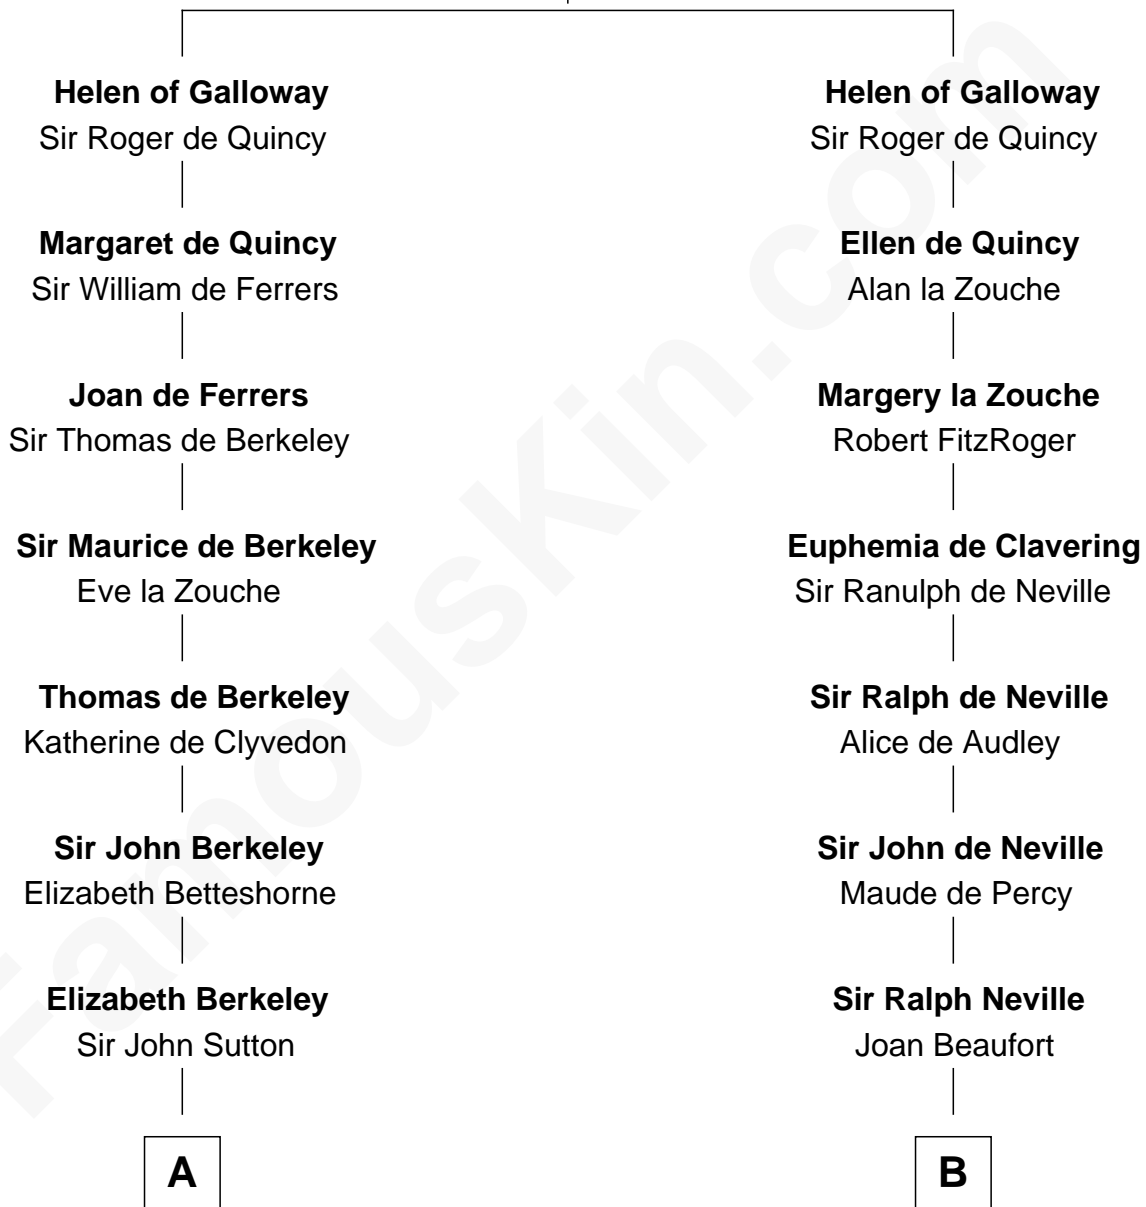 Helen of Galloway
Sir Roger de Quincy
Margaret de Quincy
Sir William de Ferrers
Joan de Ferrers
Sir Thomas de Berkeley
Sir Maurice de Berkeley
Eve la Zouche
Thomas de Berkeley
Katherine de Clyvedon
Sir John Berkeley
Elizabeth Betteshorne
Elizabeth Berkeley
Sir John Sutton
A
Helen of Galloway
Sir Roger de Quincy
Ellen de Quincy
Alan la Zouche
Margery la Zouche
Robert FitzRoger
Euphemia de Clavering
Sir Ranulph de Neville
Sir Ralph de Neville
Alice de Audley
Sir John de Neville
Maude de Percy
Sir Ralph Neville
Joan Beaufort
B
FamousKin.com